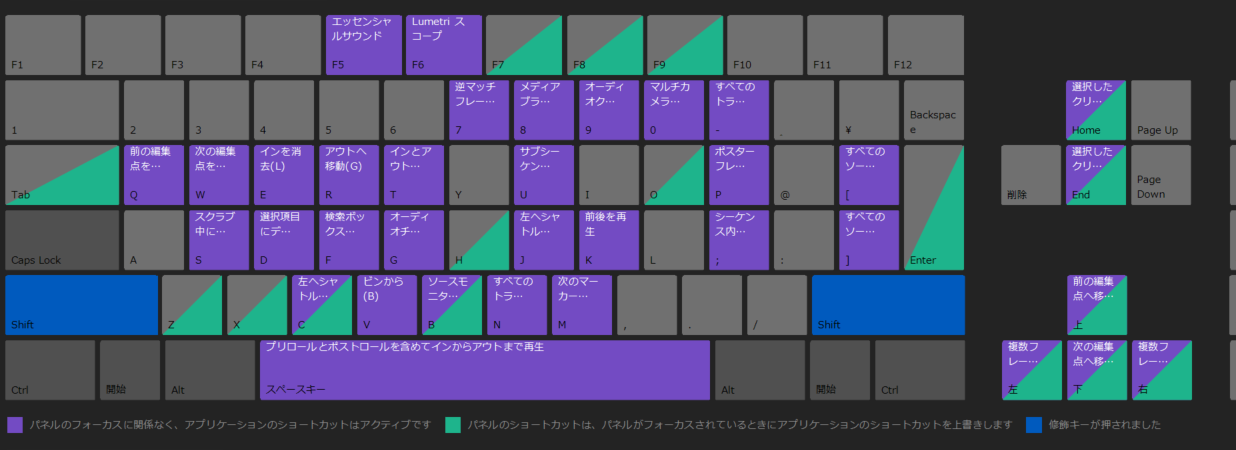 エッセンシャ
ルサウンド
Lumetri ス
コープ
F1
F2
F3
F4
F5
F6
F7
F8
F9
F10
F11
F12
逆マッチ
フレー…
メディア
ブラ…
オーディ
オク…
マルチカ
メラ…
すべての
トラ…
選択した
クリ…
1
2
3
4
5
6
7
8
9
0
-
.
¥
Backspac
e
Home
Page Up
前の編集
点を…
次の編集
点を…
インを消
去(L)
アウトへ
移動(G)
インとア
ウト…
サブシー
ケン…
ポスター
フレ…
すべての
ソー…
選択した
クリ…
Tab
Q
W
E
R
T
Y
U
I
O
P
@
[
削除
End
Page
Down
スクラブ
中に…
選択項目
にデ…
検索ボッ
クス…
オーディ
オチ…
左へシャ
トル…
前後を再
生
シーケン
ス内…
すべての
ソー…
Caps Lock
A
S
D
F
G
H
J
K
L
;
:
]
Enter
左へシャ
トル…
ビンから
(B)
ソースモ
ニタ…
すべての
トラ…
次のマー
カー…
前の編集
点へ移…
Shift
Z
X
C
V
B
N
M
,
.
/
Shift
上
プリロールとポストロールを含めてインからアウトまで再生
複数フ
レー…
次の編集
点へ移…
複数フ
レー…
Ctrl
開始
Alt
スペースキー
Alt
開始
Ctrl
左
下
右
パネルのフォーカスに関係なく、アプリケーションのショートカットはアクティブです
パネルのショートカットは、パネルがフォーカスされているときにアプリケーションのショートカットを上書きします
修飾キーが押されました